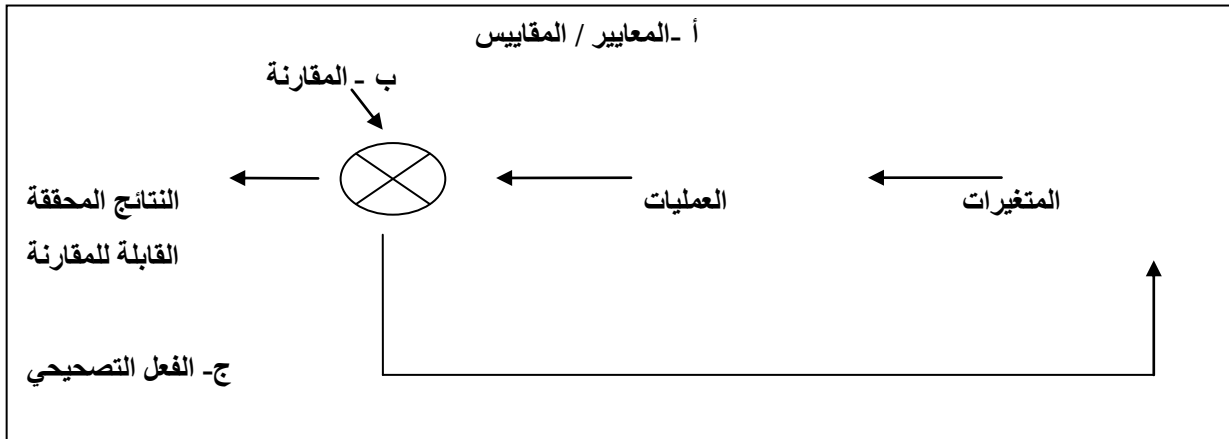 أ -المعايير / المقاييس
ب - المقارنة
المتغيرات
العمليات
النتائج المحققة
القابلة للمقارنة
ج- الفعل التصحيحي